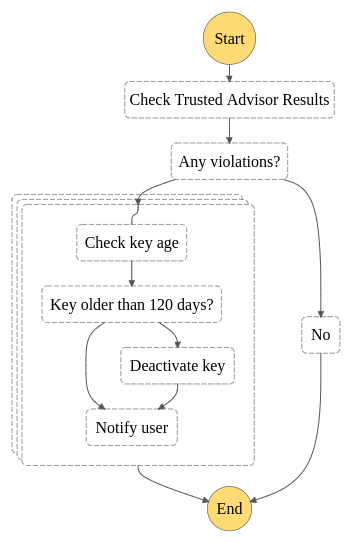 Start
Check Trusted Advisor Results
Any violations?
Check key age
Key older than 120 days?
No
Deactivate key
Notify user
End